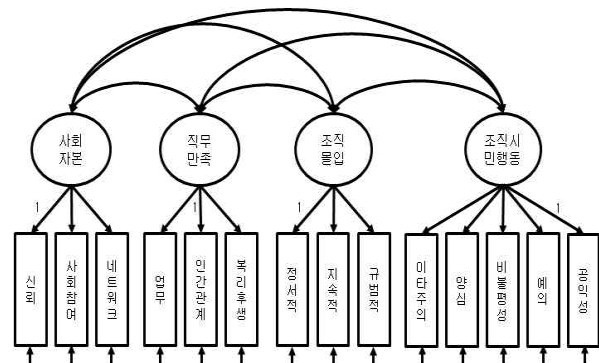 사회
자본
직무
만족
조직
몰입
조직시
민행동
1
1
1
1
신뢰
사회참여
네트워크
업무
인간관계
복리후생
정서적
지속적
규범적
이타주의
양심
비불평성
예의
공익성